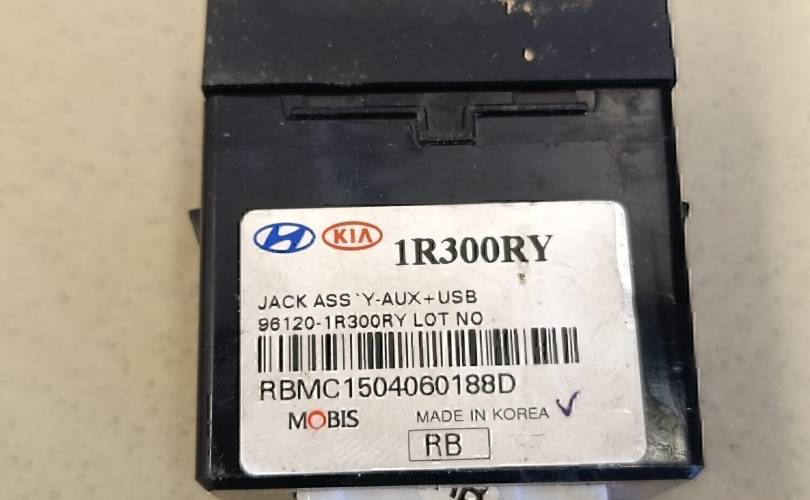 KIA 1R300RY
JACK ASS`Y-AUX+USB
96120-1R300RY LOT NO
RBMC1504060188D
MOBIS MADE IN KOREA
RB